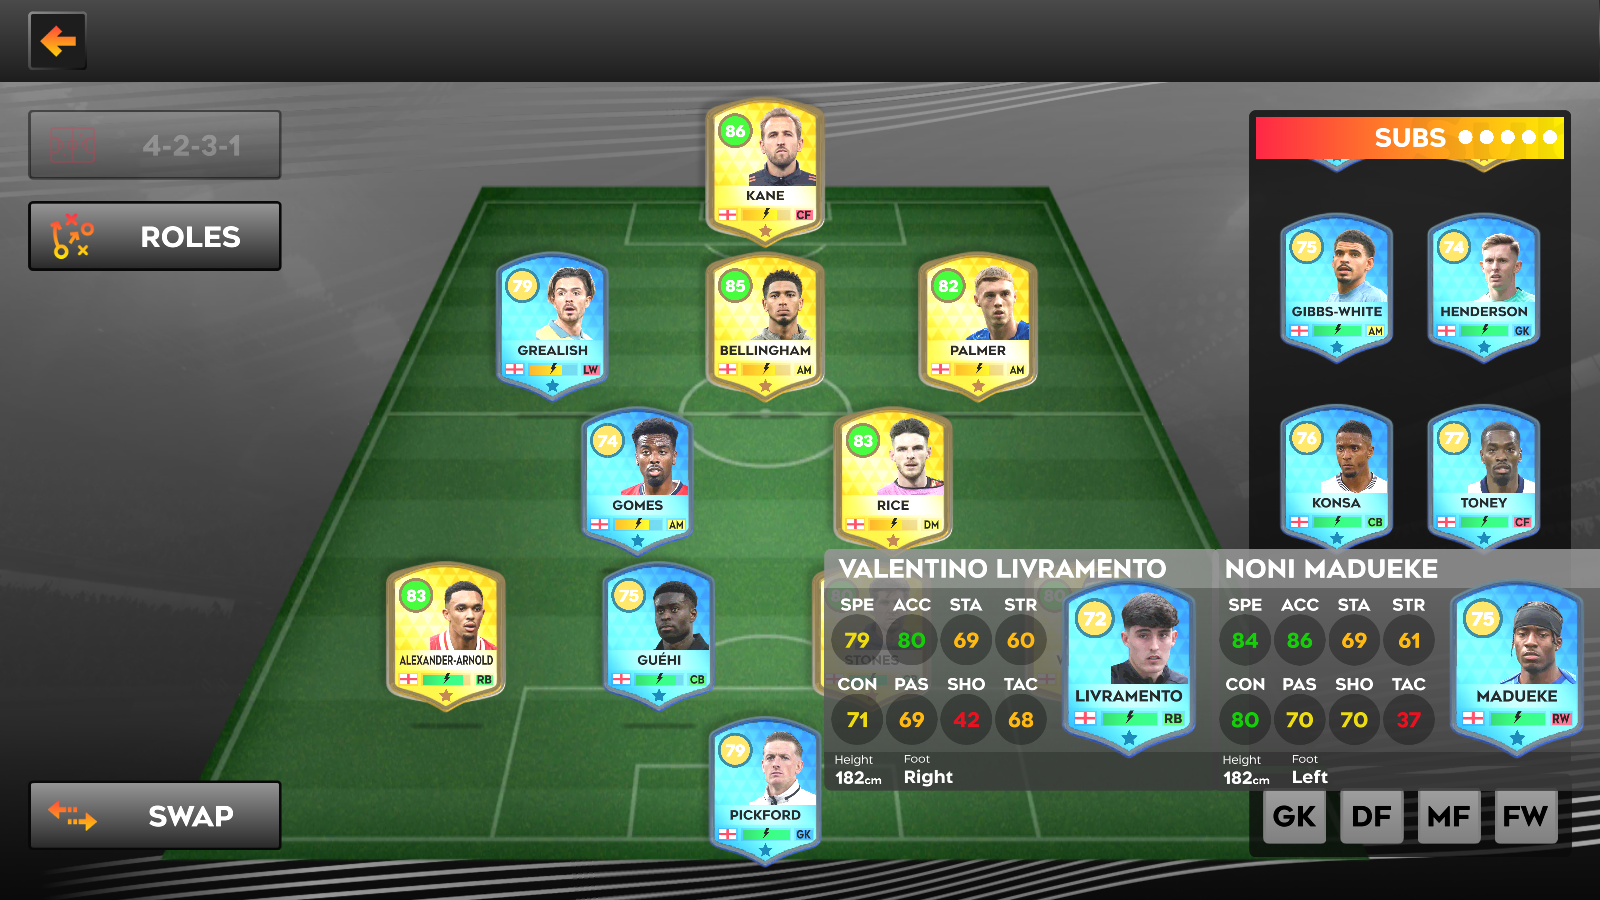 4-2-3-1
ROLES
SWAP
86
KANE
CF
79
GREALISH
LW
85
BELLINGHAM
AM
82
PALMER
AM
74
GOMES
AM
83
RICE
DM
83
ALEXANDER-ARNOLD
RB
75
GUÉHI
CB
80
STONES
80
79
PICKFORD
GK
SUBS
75
GIBBS-WHITE
AM
74
HENDERSON
GK
76
KONSA
CB
77
TONEY
CF
VALENTINO LIVRAMENTO
SPE ACC STA STR
79 80 69 60
CON PAS SHO TAC
71 69 42 68
Height Foot
182cm Right
72
LIVRAMENTO
RB
NONI MADUEKE
SPE ACC STA STR
84 86 69 61
CON PAS SHO TAC
80 70 70 37
Height Foot
182cm Left
75
MADUEKE
RW
GK DF MF FW